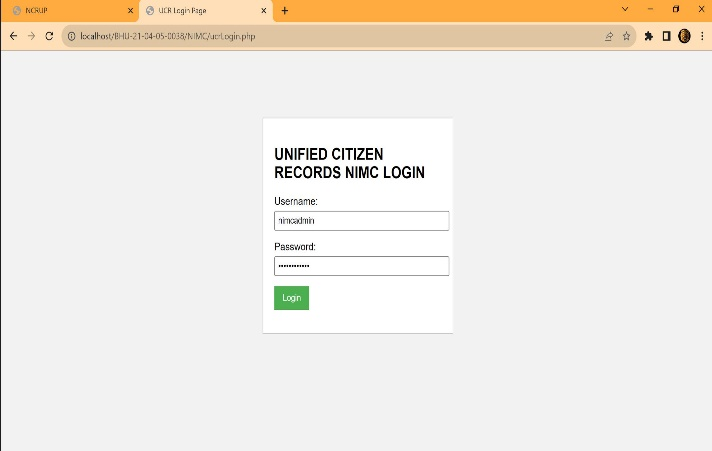 NCRUP
UCR Login Page
localhost/BHU-21-04-05-0038/NIMC/ucrLogin.php
UNIFIED CITIZEN
RECORDS NIMC LOGIN
Username:
nimcadmin
Password:
••••••••••••
Login